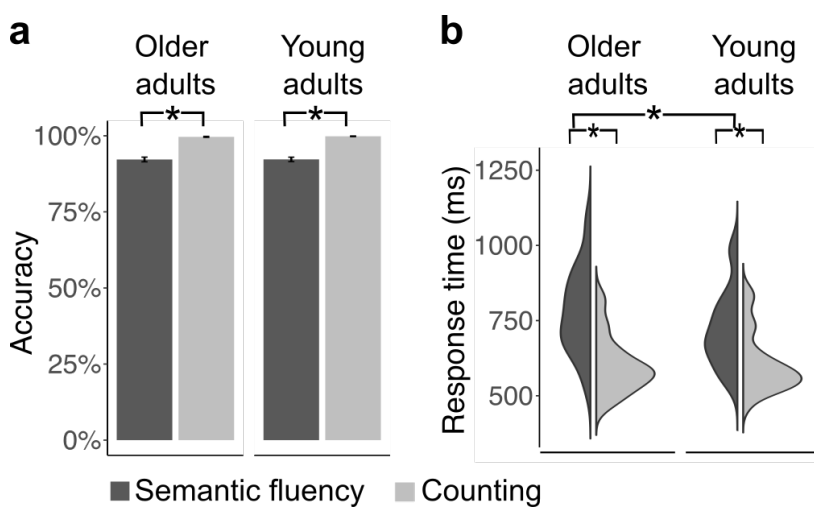 a
Older adults
Young adults
*
*
Accuracy
100%
75%
50%
25%
0%
b
Older adults
Young adults
*
*
*
Response time (ms)
1250
1000
750
500
Semantic fluency
Counting